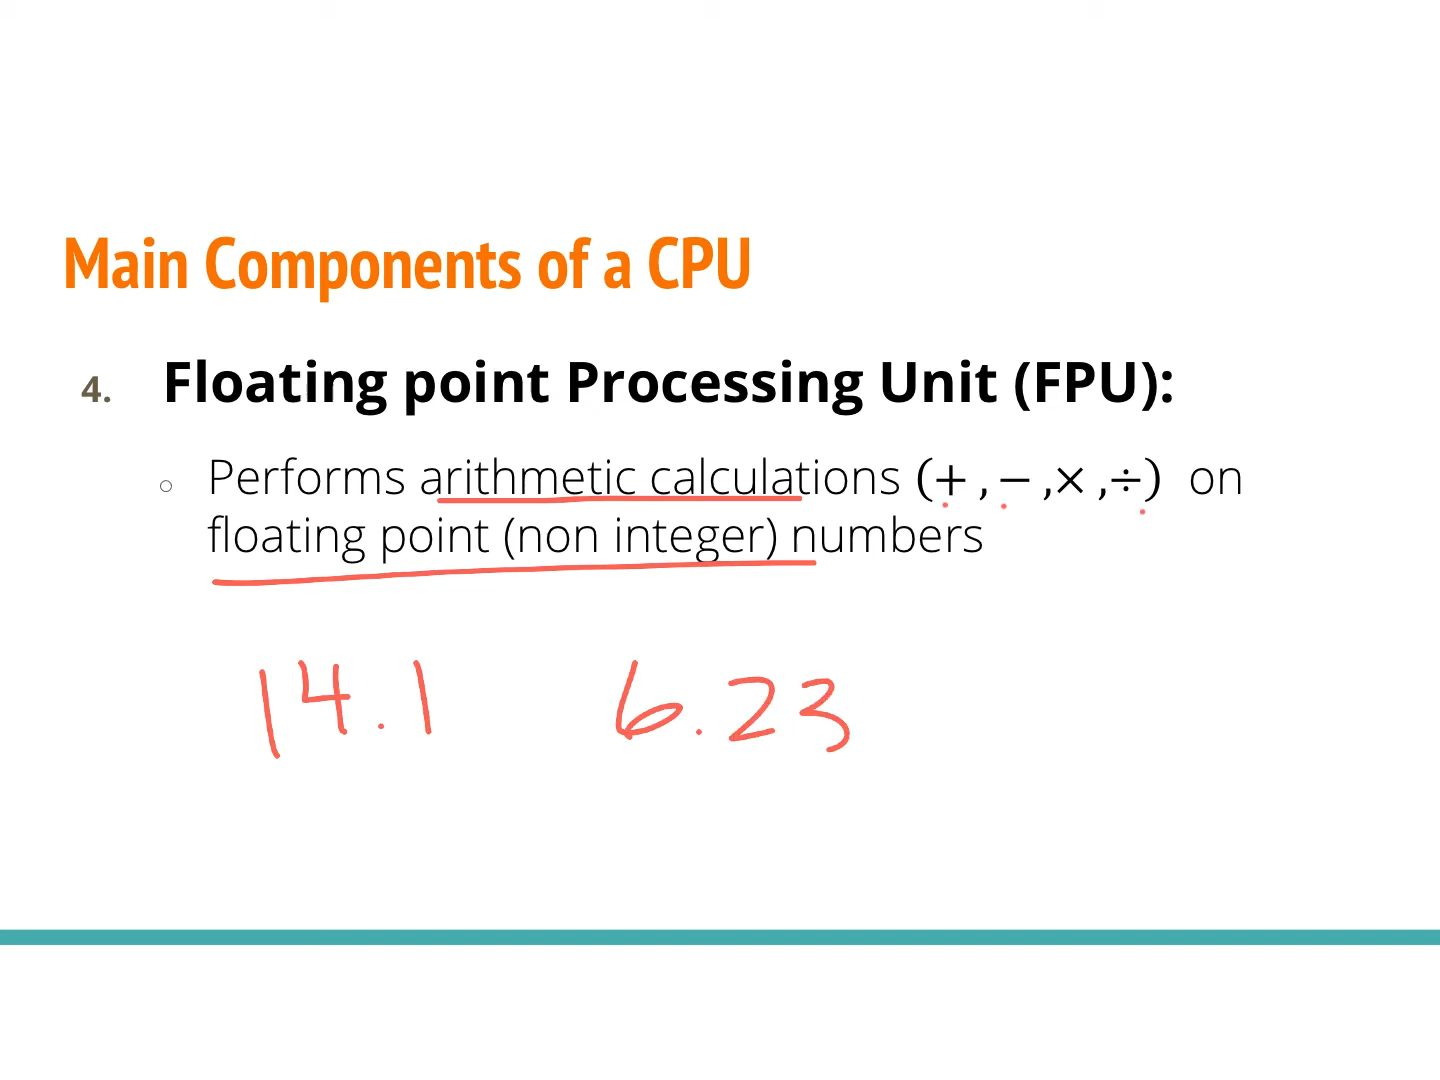 Main Components of a CPU
4. Floating point Processing Unit (FPU):
○ Performs arithmetic calculations (+ , − ,× ,÷) on
floating point (non integer) numbers
14.1 6.23